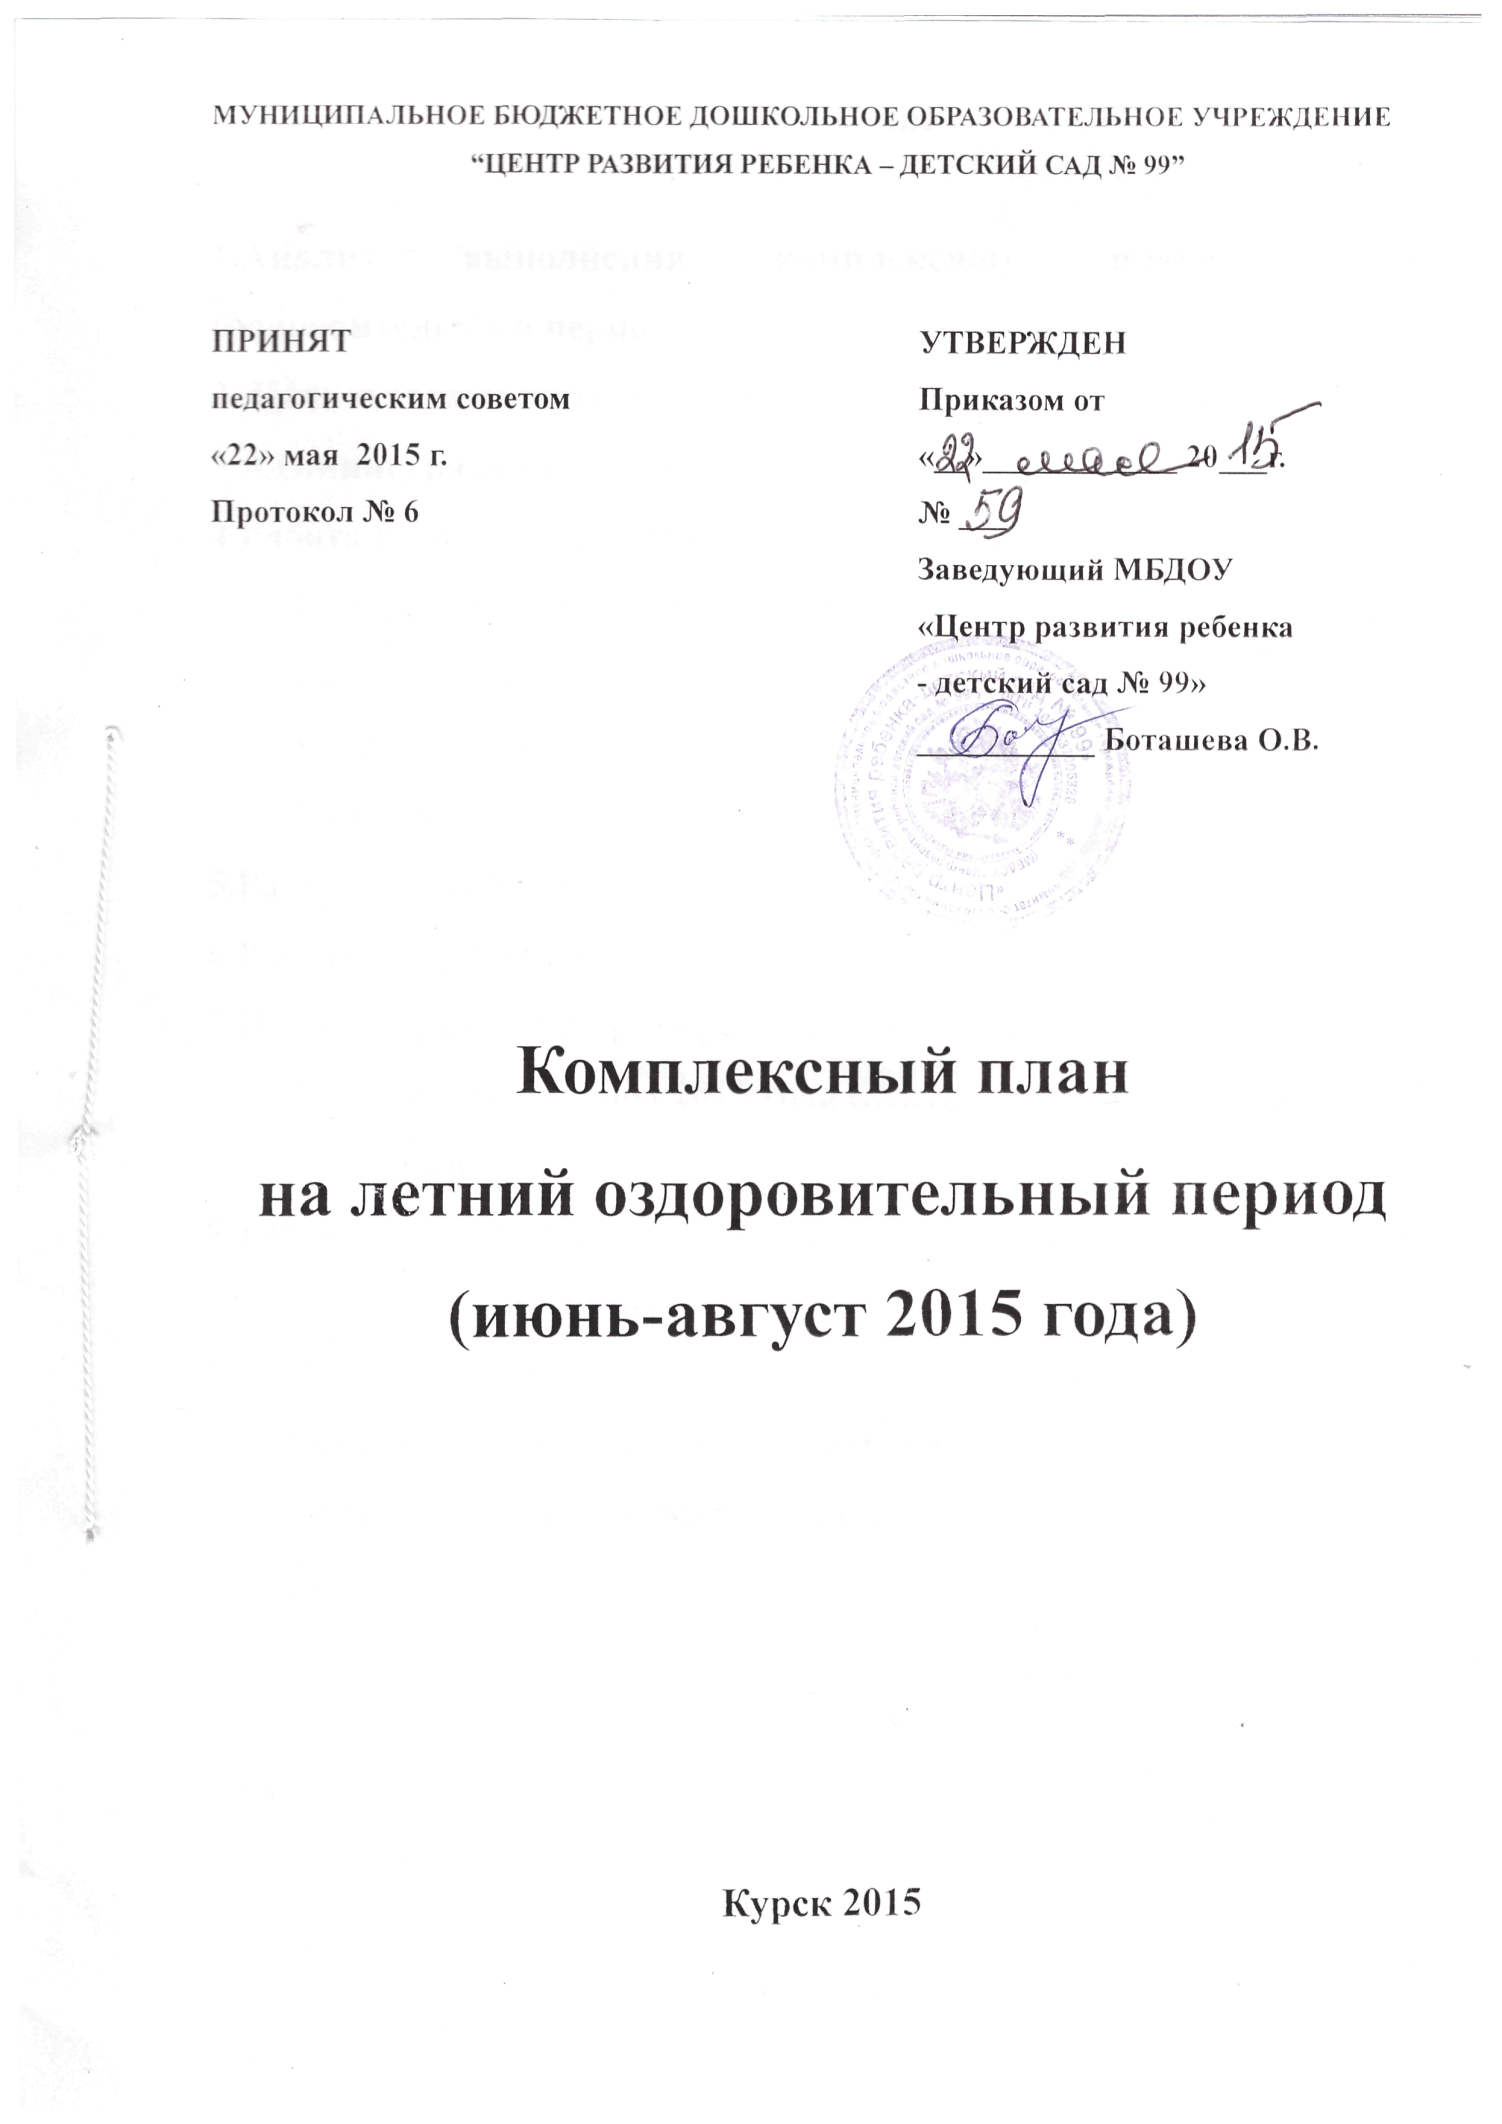 МУНИЦИПАЛЬНОЕ БЮДЖЕТНОЕ ДОШКОЛЬНОЕ ОБРАЗОВАТЕЛЬНОЕ УЧРЕЖДЕНИЕ
“ЦЕНТР РАЗВИТИЯ РЕБЕНКА – ДЕТСКИЙ САД № 99”
ПРИНЯТ
педагогическим советом
«22» мая 2015 г.
Протокол № 6
УТВЕРЖДЕН
Приказом от
«22» мая 2015 г.
№ 59
Заведующий МБДОУ
«Центр развития ребенка
- детский сад № 99»
Боташева О.В.
Комплексный план
на летний оздоровительный период
(июнь-август 2015 года)
Курск 2015